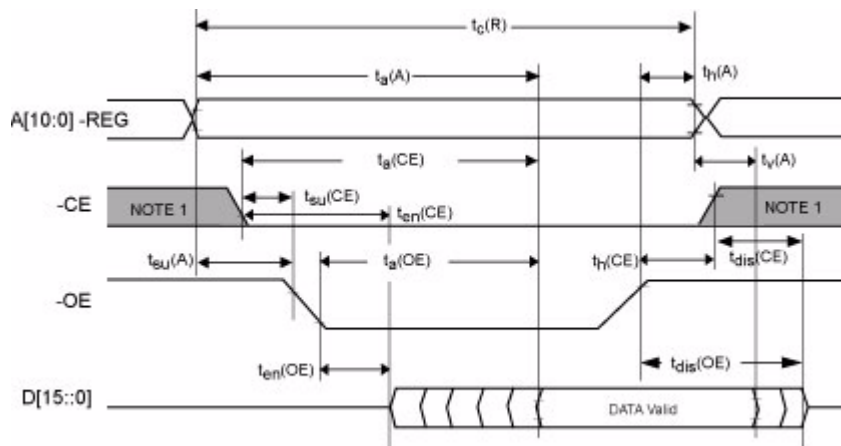 tc(R)
ta(A)
th(A)
A[10:0] -REG
ta(CE)
tv(A)
-CE
NOTE 1
tsu(CE)
ten(CE)
NOTE 1
tsu(A)
ta(OE)
th(CE)
tdis(CE)
-OE
ten(OE)
tdis(OE)
D[15::0]
DATA Valid